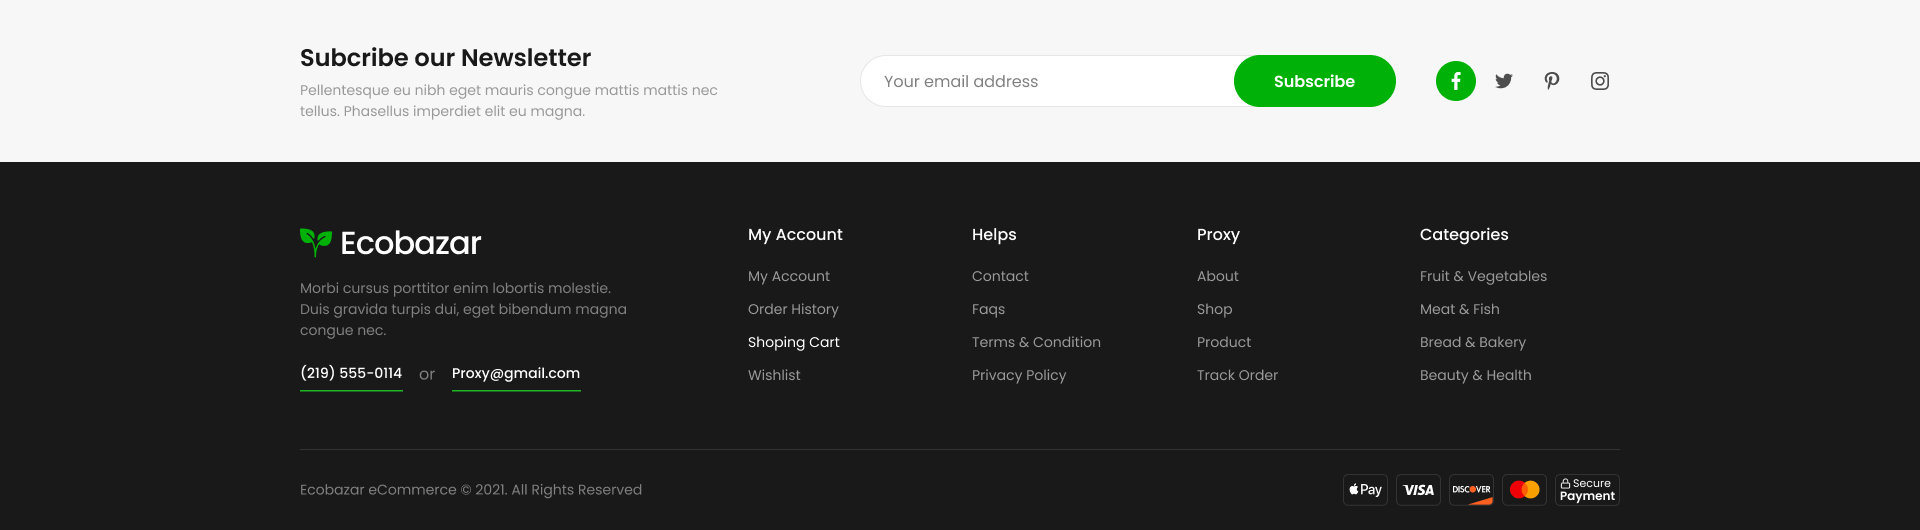 Subcribe our Newsletter
Pellentesque eu nibh eget mauris congue mattis mattis nec
tellus. Phasellus imperdiet elit eu magna.
Your email address
Subscribe
Ecobazar
Morbi cursus porttitor enim lobortis molestie.
Duis gravida turpis dui, eget bibendum magna
congue nec.
(219) 555-0114 or Proxy@gmail.com
My Account
My Account
Order History
Shoping Cart
Wishlist
Helps
Contact
Faqs
Terms & Condition
Privacy Policy
Proxy
About
Shop
Product
Track Order
Categories
Fruit & Vegetables
Meat & Fish
Bread & Bakery
Beauty & Health
Ecobazar eCommerce © 2021. All Rights Reserved
Pay
VISA
DISCOVER
Secure
Payment